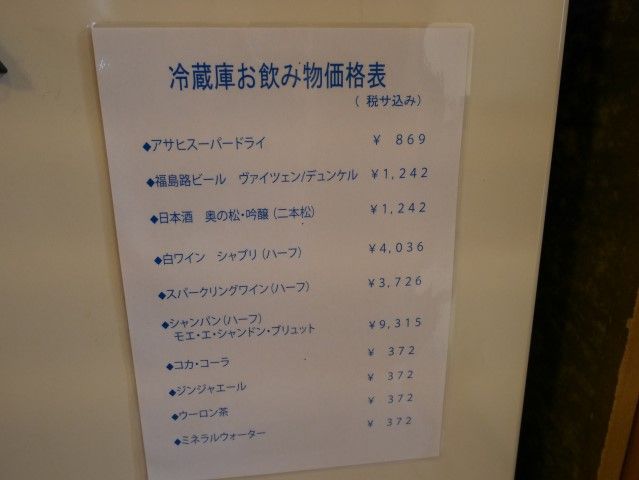 冷蔵庫お飲み物価格表
(税サ込み)
◆アサヒスーパードライ ￥ 869
◆福島路ビール ヴァイツェン/デュンケル ￥1,242
◆日本酒 奥の松・吟醸(二本松) ￥1,242
◆白ワイン シャブリ(ハーフ) ￥4,036
◆スパークリングワイン(ハーフ) ￥3,726
◆シャンパン(ハーフ) ￥9,315
モエ・エ・シャンドン・ブリュット
◆コカ・コーラ ￥ 372
◆ジンジャエール ￥ 372
◆ウーロン茶 ￥ 372
◆ミネラルウォーター ￥ 372